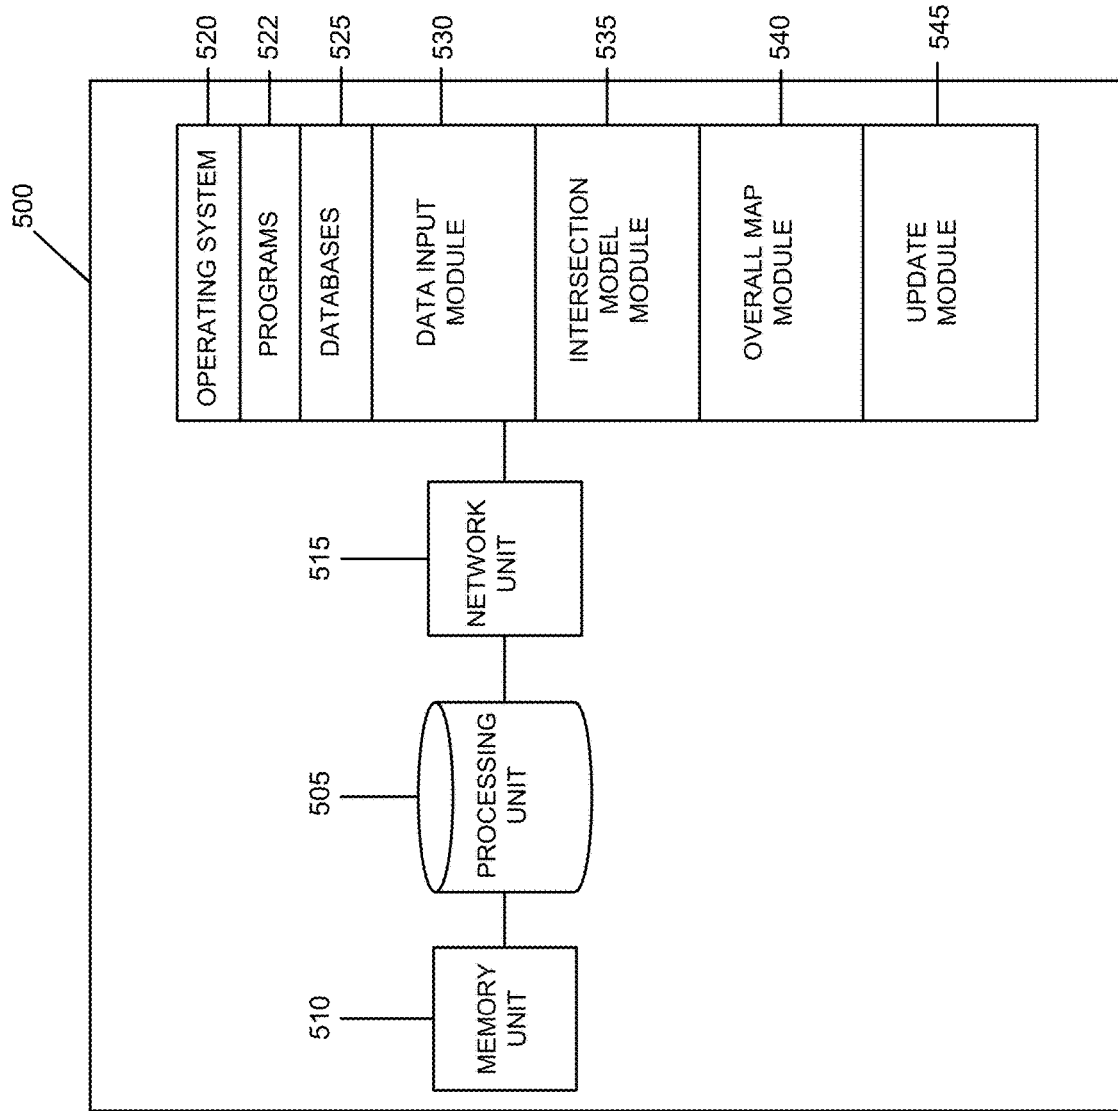 500
510
MEMORY
UNIT
505
PROCESSING
UNIT
515
NETWORK
UNIT
OPERATING SYSTEM
520
PROGRAMS
522
DATABASES
525
DATA INPUT
MODULE
530
INTERSECTION
MODEL
MODULE
535
OVERALL MAP
MODULE
540
UPDATE
MODULE
545